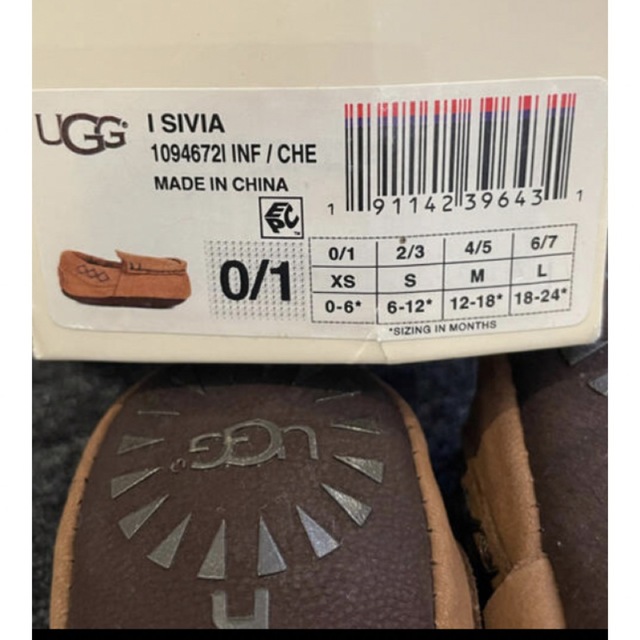 UGG® I SIVIA
1094672I INF / CHE
MADE IN CHINA
EPC™
1 91142 39643 1
0/1
0/1 2/3 4/5 6/7
XS S M L
0-6* 6-12* 12-18* 18-24*
*SIZING IN MONTHS
UGG®